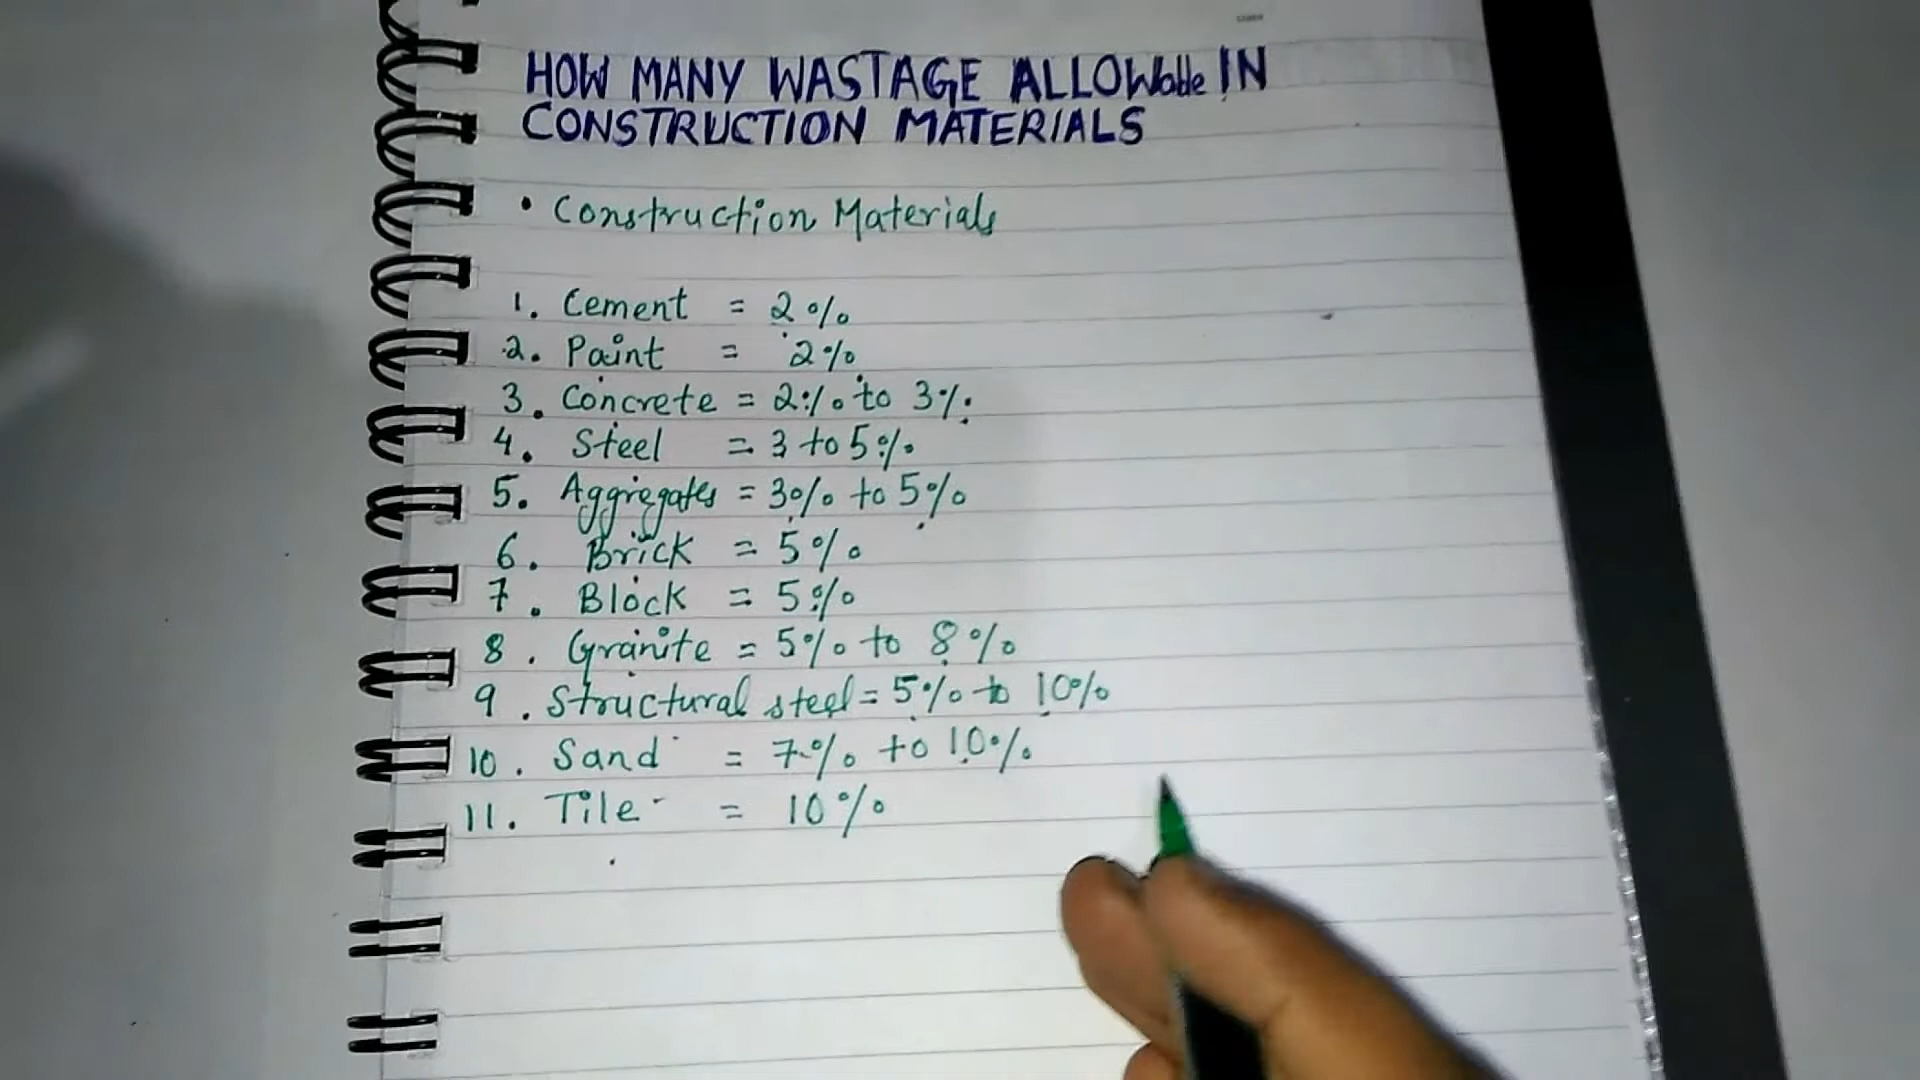 HOW MANY WASTAGE ALLOWable IN
CONSTRUCTION MATERIALS
• Construction Materials
1. Cement = 2%
2. Paint = 2%
3. Concrete = 2% to 3%
4. Steel = 3 to 5%
5. Aggregates = 3% to 5%
6. Brick = 5%
7. Block = 5%
8. Granite = 5% to 8%
9. Structural steel = 5% to 10%
10. Sand = 7% to 10%
11. Tile = 10%